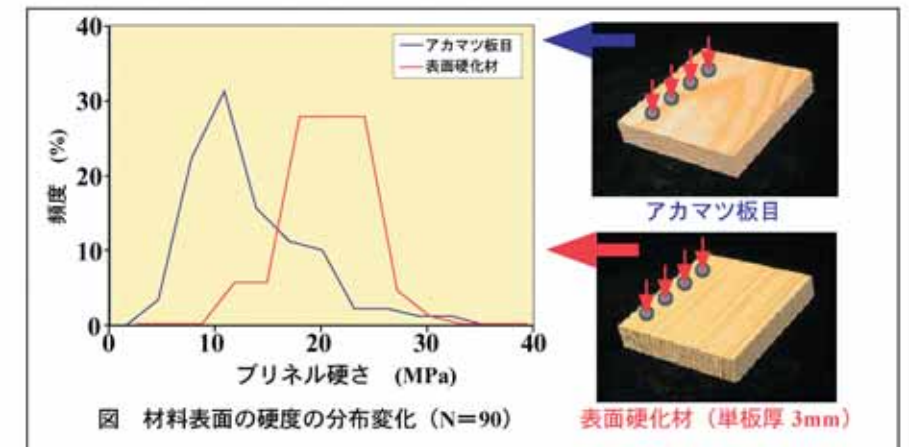 40
30
20
10
0
頻度 (%)
アカマツ板目
表面硬化材
0 10 20 30 40
ブリネル硬さ (MPa)
図 材料表面の硬度の分布変化（N＝90）
アカマツ板目
表面硬化材（単板厚 3mm）